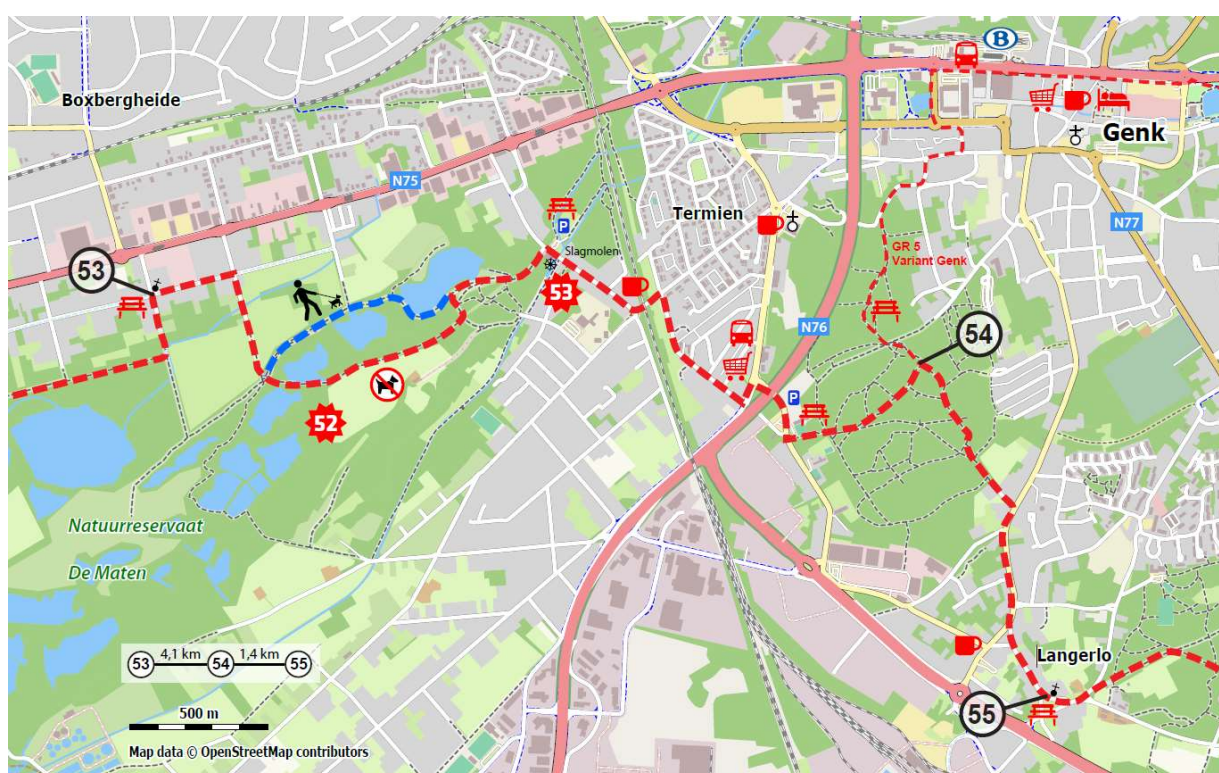 B
Boxbergheide
Genk
N75
Termien
P
N77
Slagmolen
GR 5
Variant Genk
53
53
N76
54
P
52
Natuurreservaat
De Maten
Langerlo
4,1 km
1,4 km
53
54
55
55
500 m
Map data © OpenStreetMap contributors